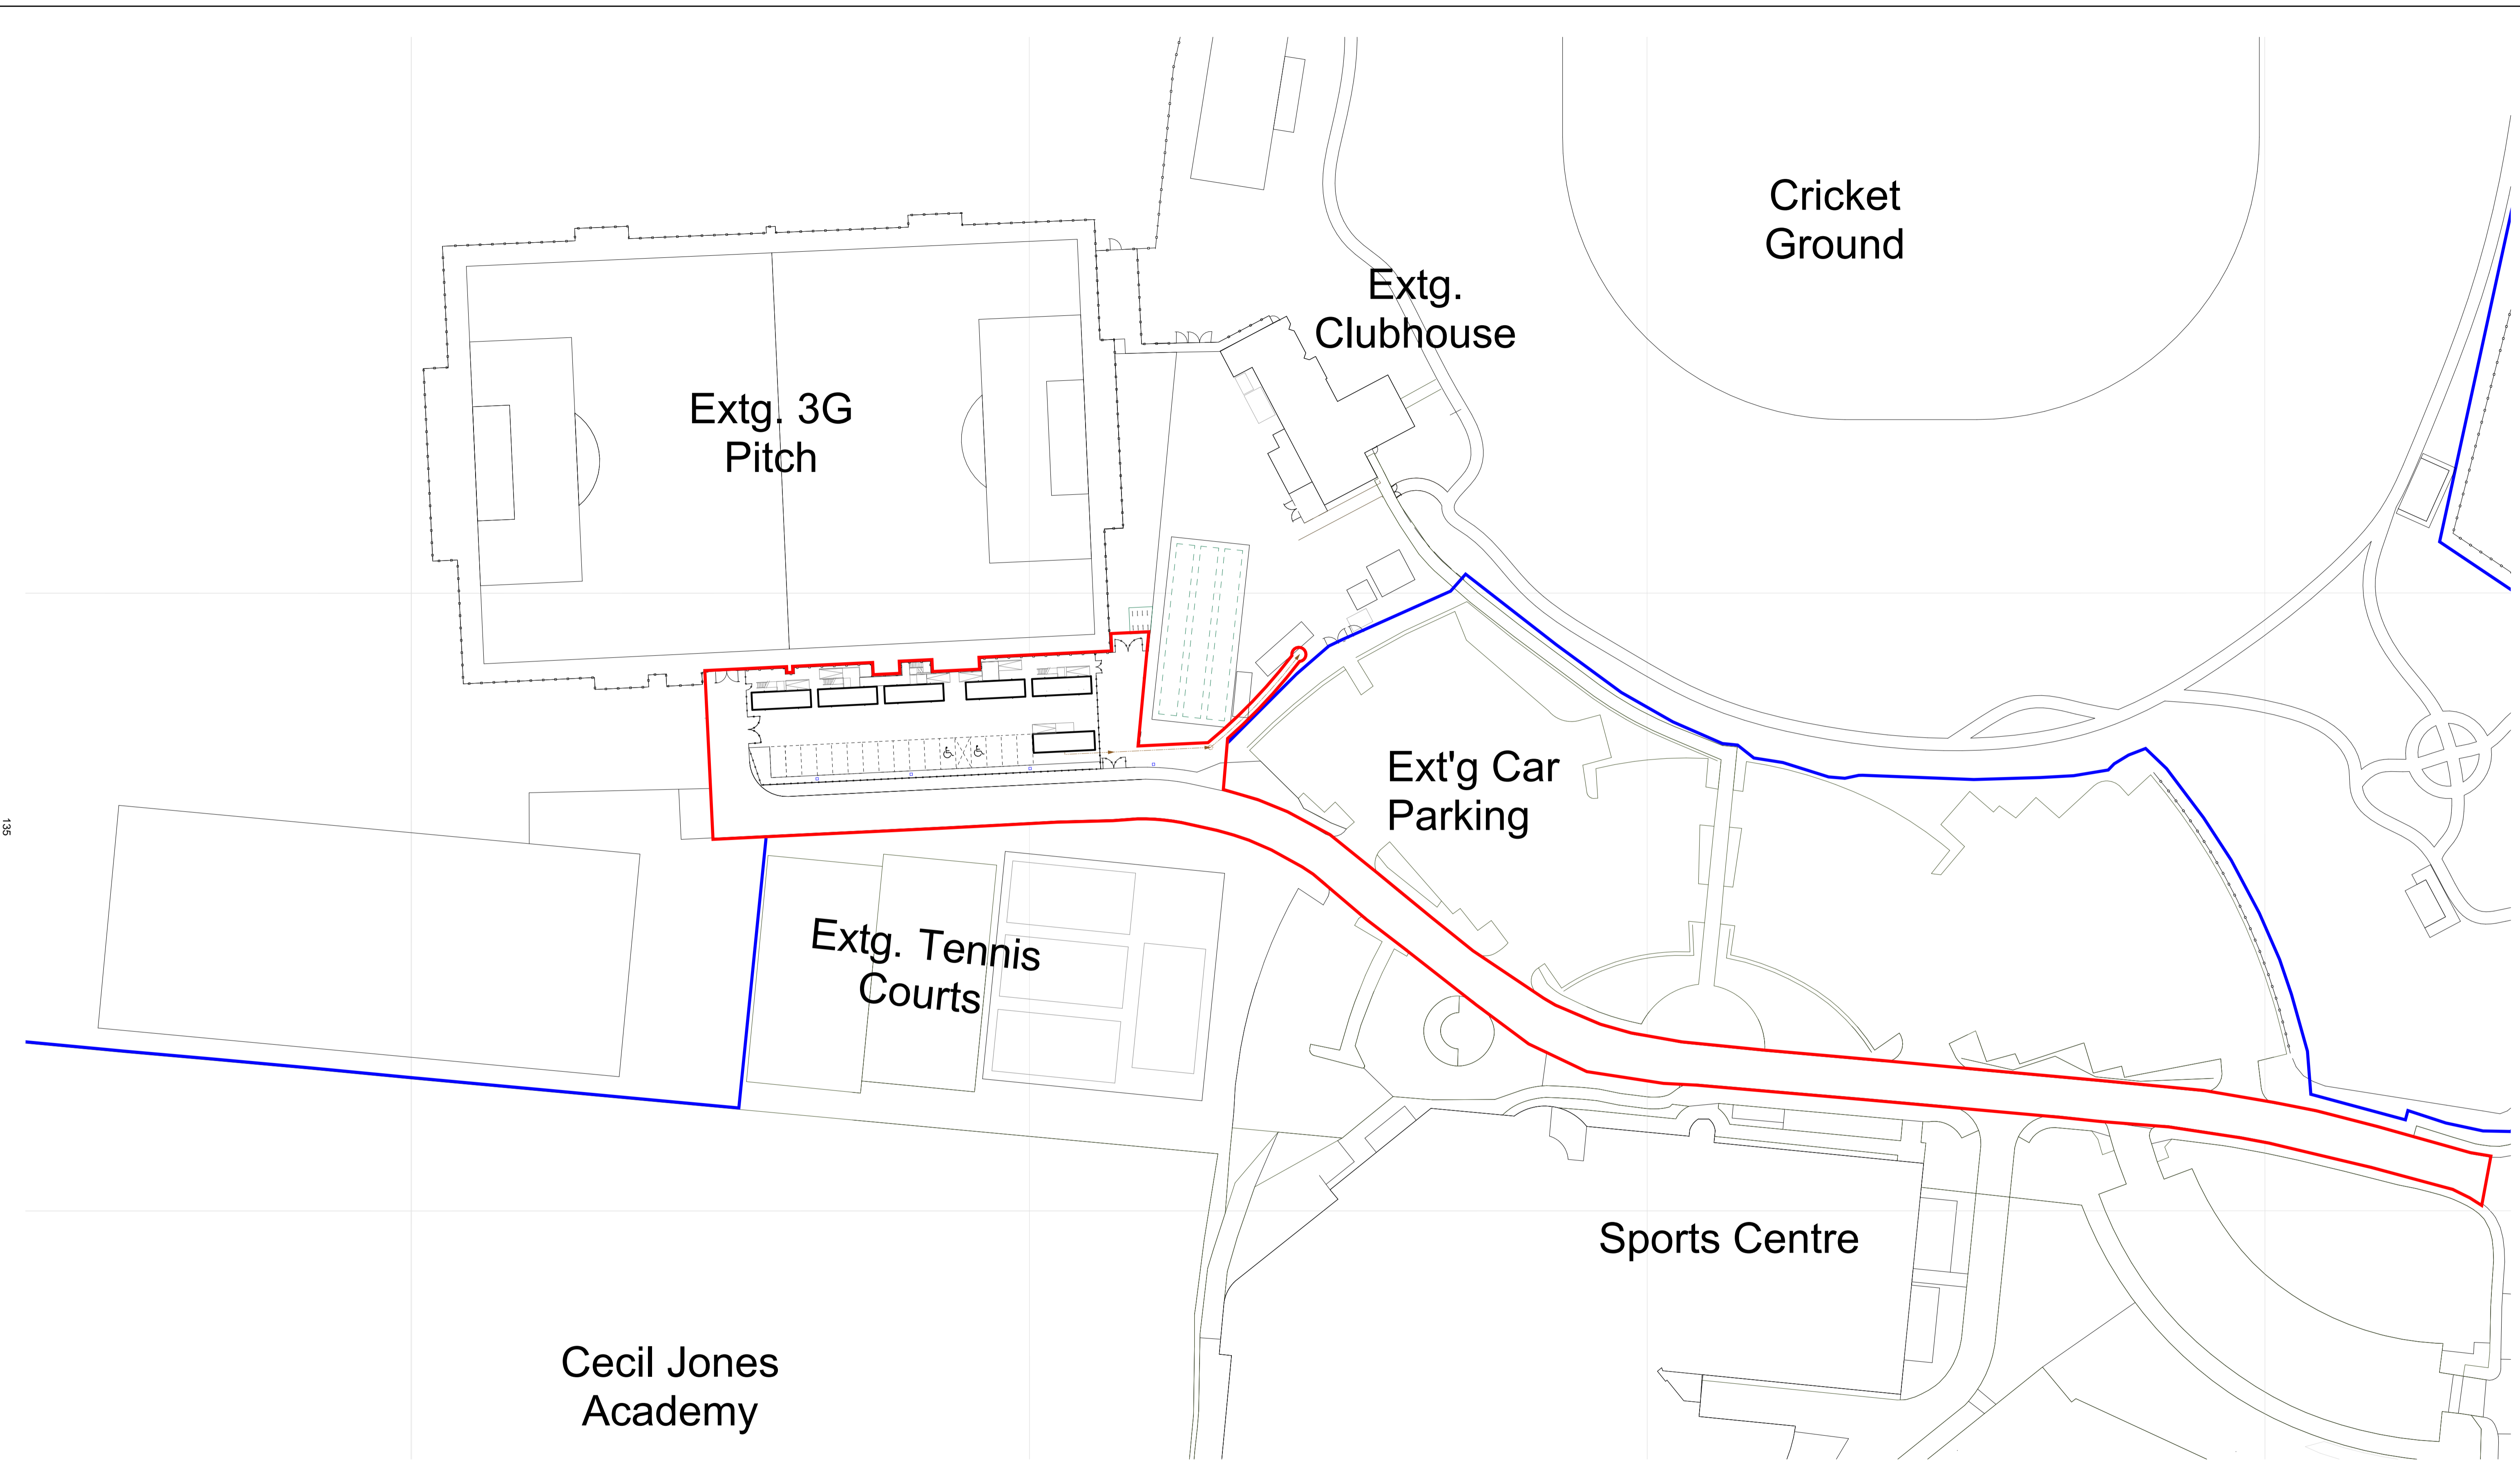 Cricket
Ground
Extg.
Clubhouse
Extg. 3G
Pitch
Ext'g Car
Parking
135
Extg. Tennis
Courts
Sports Centre
Cecil Jones
Academy